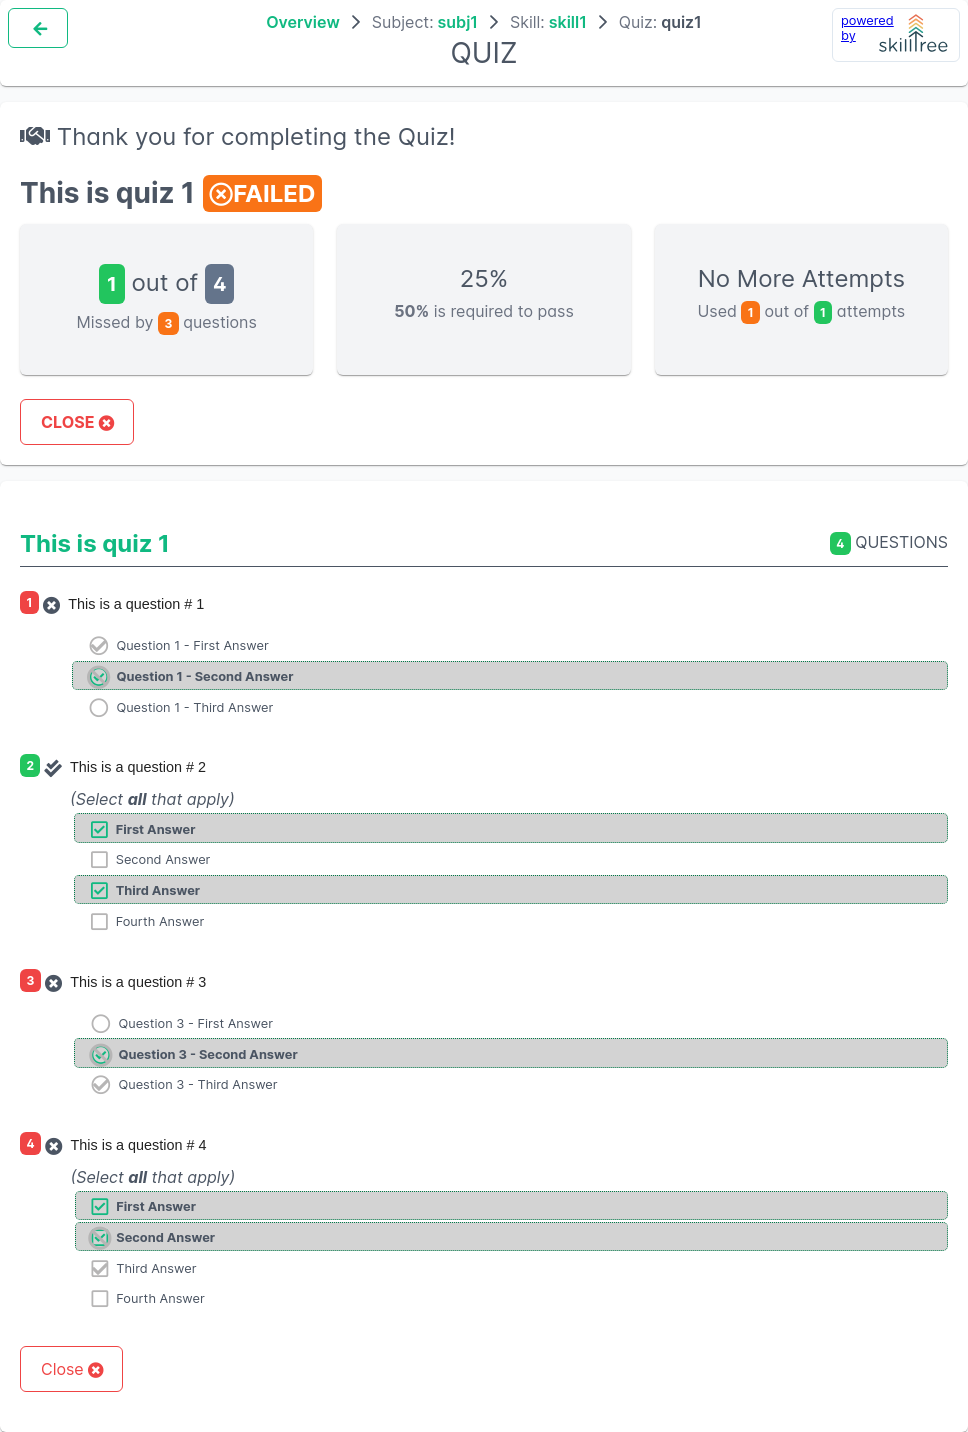 Overview > Subject: subj1 > Skill: skill1 > Quiz: quiz1
QUIZ
powered
by
skilltree
Thank you for completing the Quiz!
This is quiz 1 FAILED
1 out of 4
Missed by 3 questions
25%
50% is required to pass
No More Attempts
Used 1 out of 1 attempts
CLOSE
This is quiz 1
4 QUESTIONS
1 This is a question # 1
Question 1 - First Answer
Question 1 - Second Answer
Question 1 - Third Answer
2 This is a question # 2
(Select all that apply)
First Answer
Second Answer
Third Answer
Fourth Answer
3 This is a question # 3
Question 3 - First Answer
Question 3 - Second Answer
Question 3 - Third Answer
4 This is a question # 4
(Select all that apply)
First Answer
Second Answer
Third Answer
Fourth Answer
Close